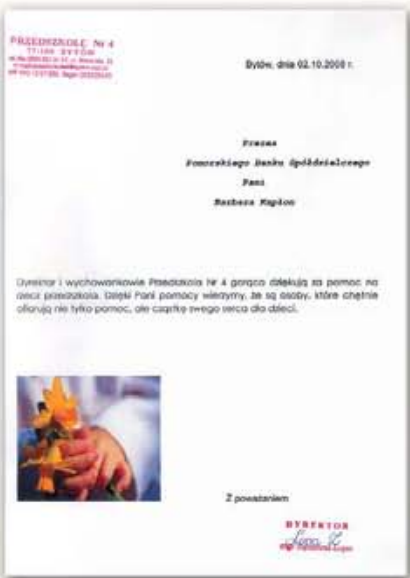 PRZEDSZKOLE Nr 4
77-100 BYTÓW
Bytów, dnia 02.10.2008 r.
Prezes
Pomorskiego Banku Spółdzielczego
Pani
Barbara Kupłon
Dyrektor i wychowankowie Przedszkola Nr 4 gorąco dziękują za pomoc na
rzecz przedszkola. Dzięki Pani pomocy wierzymy, że są osoby, które chętnie
ofiarują nie tylko pomoc, ale cząstkę swego serca dla dzieci.
Z poważaniem
DYREKTOR